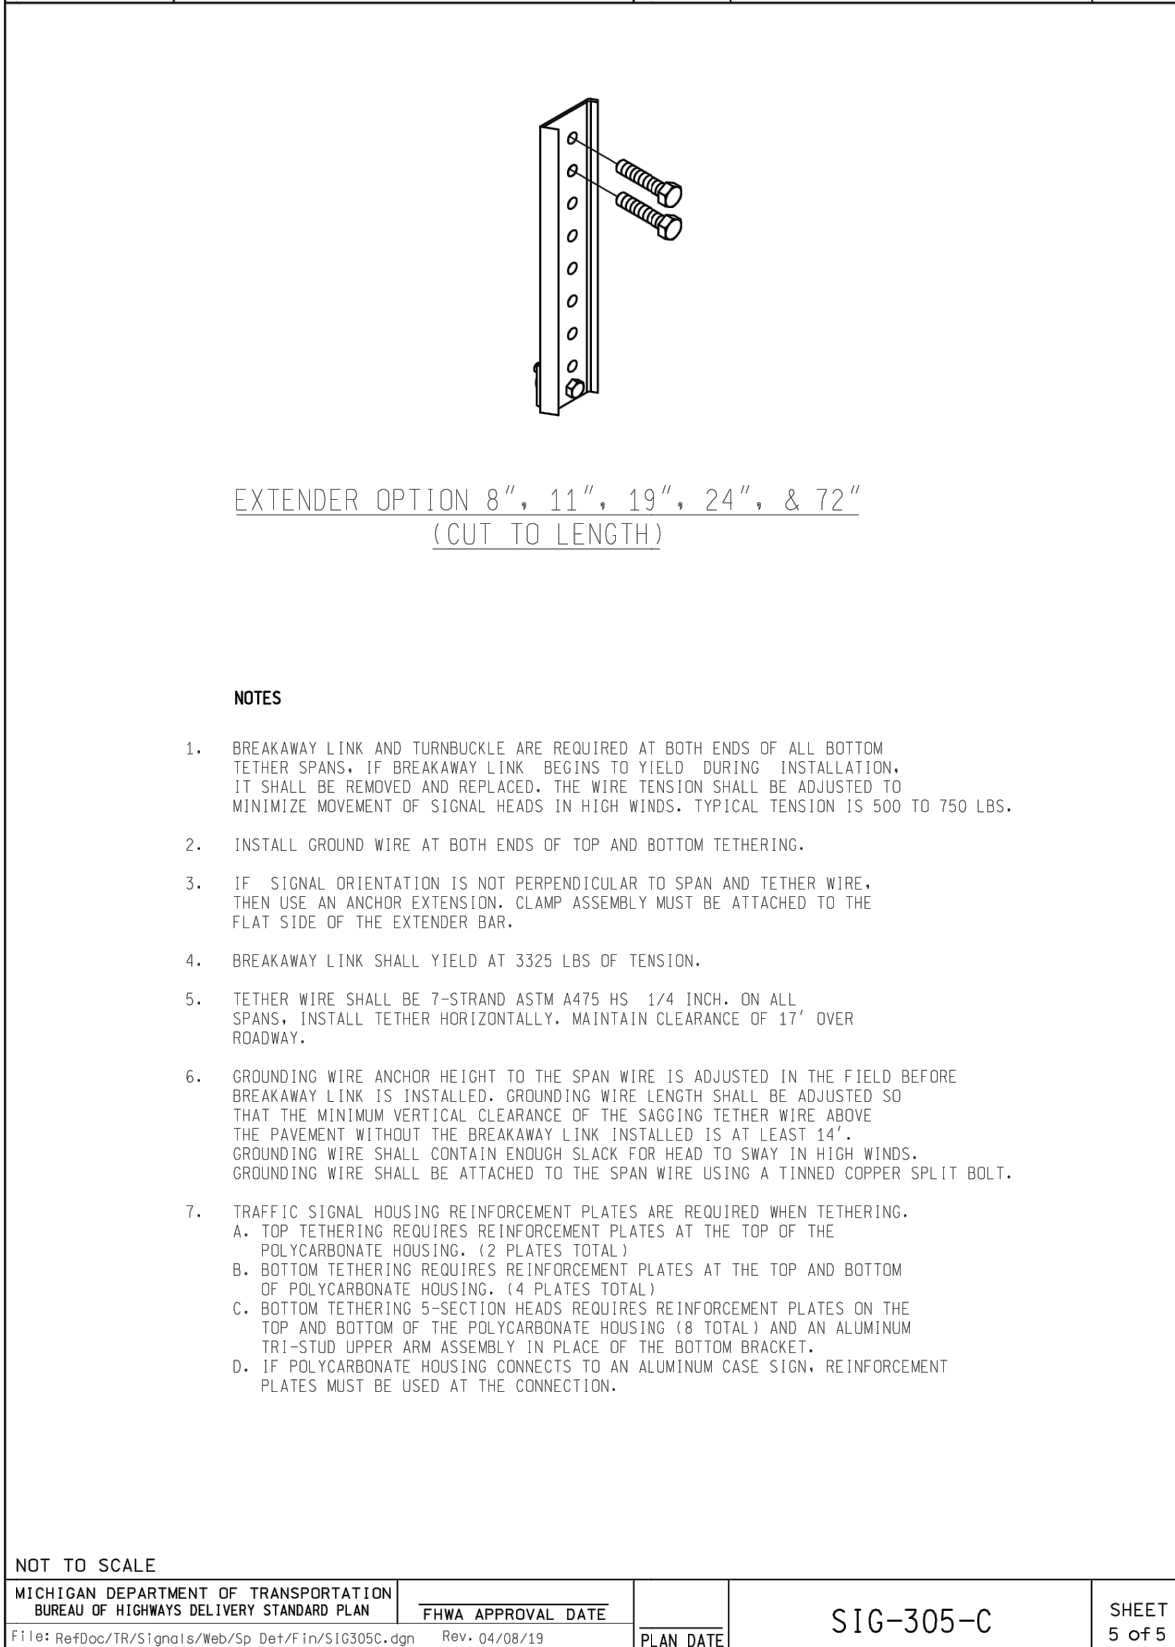 EXTENDER OPTION 8", 11", 19", 24", & 72"
(CUT TO LENGTH)
NOTES
1. BREAKAWAY LINK AND TURNBUCKLE ARE REQUIRED AT BOTH ENDS OF ALL BOTTOM
TETHER SPANS, IF BREAKAWAY LINK BEGINS TO YIELD DURING INSTALLATION,
IT SHALL BE REMOVED AND REPLACED. THE WIRE TENSION SHALL BE ADJUSTED TO
MINIMIZE MOVEMENT OF SIGNAL HEADS IN HIGH WINDS. TYPICAL TENSION IS 500 TO 750 LBS.
2. INSTALL GROUND WIRE AT BOTH ENDS OF TOP AND BOTTOM TETHERING.
3. IF SIGNAL ORIENTATION IS NOT PERPENDICULAR TO SPAN AND TETHER WIRE,
THEN USE AN ANCHOR EXTENSION. CLAMP ASSEMBLY MUST BE ATTACHED TO THE
FLAT SIDE OF THE EXTENDER BAR.
4. BREAKAWAY LINK SHALL YIELD AT 3325 LBS OF TENSION.
5. TETHER WIRE SHALL BE 7-STRAND ASTM A475 HS 1/4 INCH. ON ALL
SPANS, INSTALL TETHER HORIZONTALLY. MAINTAIN CLEARANCE OF 17' OVER
ROADWAY.
6. GROUNDING WIRE ANCHOR HEIGHT TO THE SPAN WIRE IS ADJUSTED IN THE FIELD BEFORE
BREAKAWAY LINK IS INSTALLED. GROUNDING WIRE LENGTH SHALL BE ADJUSTED SO
THAT THE MINIMUM VERTICAL CLEARANCE OF THE SAGGING TETHER WIRE ABOVE
THE PAVEMENT WITHOUT THE BREAKAWAY LINK INSTALLED IS AT LEAST 14'.
GROUNDING WIRE SHALL CONTAIN ENOUGH SLACK FOR HEAD TO SWAY IN HIGH WINDS.
GROUNDING WIRE SHALL BE ATTACHED TO THE SPAN WIRE USING A TINNED COPPER SPLIT BOLT.
7. TRAFFIC SIGNAL HOUSING REINFORCEMENT PLATES ARE REQUIRED WHEN TETHERING.
A. TOP TETHERING REQUIRES REINFORCEMENT PLATES AT THE TOP OF THE
POLYCARBONATE HOUSING. (2 PLATES TOTAL)
B. BOTTOM TETHERING REQUIRES REINFORCEMENT PLATES AT THE TOP AND BOTTOM
OF POLYCARBONATE HOUSING. (4 PLATES TOTAL)
C. BOTTOM TETHERING 5-SECTION HEADS REQUIRES REINFORCEMENT PLATES ON THE
TOP AND BOTTOM OF THE POLYCARBONATE HOUSING (8 TOTAL) AND AN ALUMINUM
TRI-STUD UPPER ARM ASSEMBLY IN PLACE OF THE BOTTOM BRACKET.
D. IF POLYCARBONATE HOUSING CONNECTS TO AN ALUMINUM CASE SIGN, REINFORCEMENT
PLATES MUST BE USED AT THE CONNECTION.
NOT TO SCALE
MICHIGAN DEPARTMENT OF TRANSPORTATION
BUREAU OF HIGHWAYS DELIVERY STANDARD PLAN
File: RefDoc/TR/Signals/Web/Sp Det/Fin/SIG305C.dgn Rev. 04/08/19
FHWA APPROVAL DATE
PLAN DATE
SIG-305-C
SHEET
5 of 5